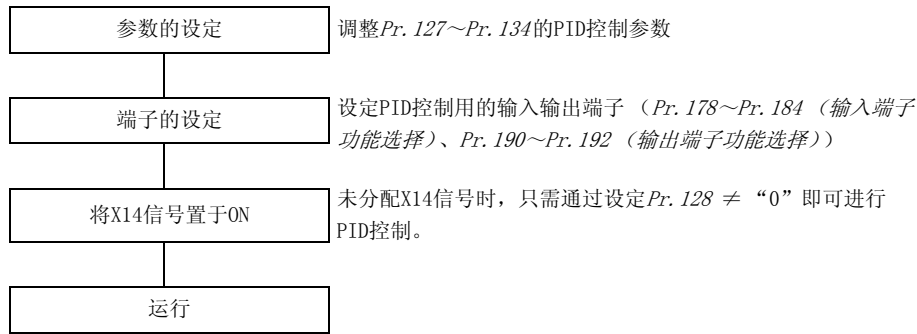 参数的设定
调整Pr.127～Pr.134的PID控制参数
端子的设定
设定PID控制用的输入输出端子（Pr.178～Pr.184（输入端子
功能选择）、Pr.190～Pr.192（输出端子功能选择））
将X14信号置于ON
未分配X14信号时，只需通过设定Pr.128 ≠ “0”即可进行
PID控制。
运行